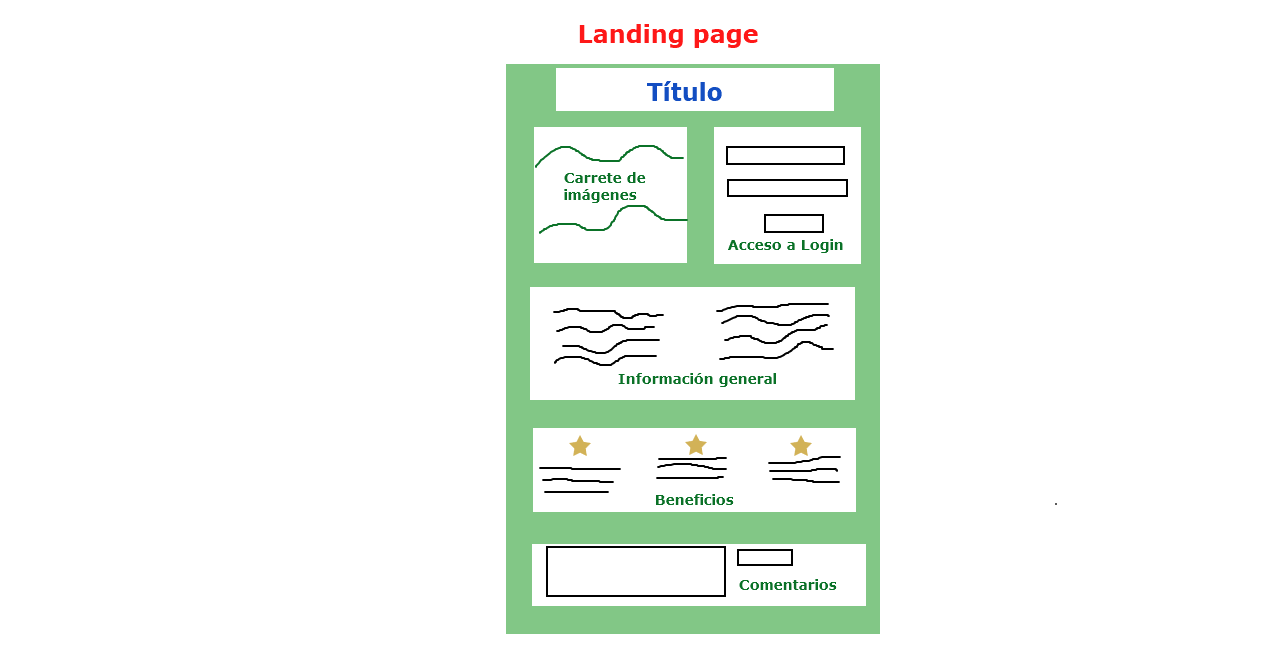 Landing page
Título
Carrete de
imágenes
Acceso a Login
Información general
Beneficios
Comentarios